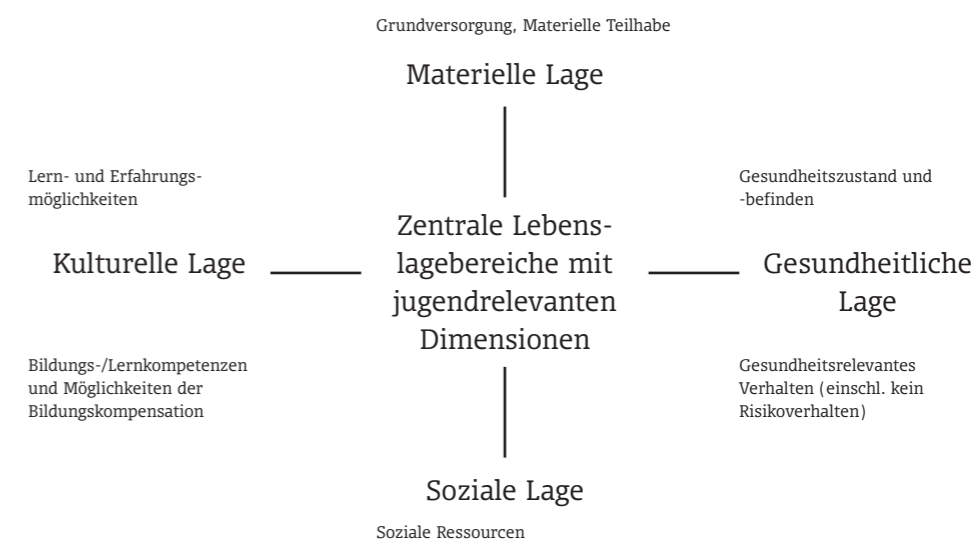 Grundversorgung, Materielle Teilhabe
Materielle Lage
Lern- und Erfahrungs-
möglichkeiten
Kulturelle Lage
Bildungs-/Lernkompetenzen
und Möglichkeiten der
Bildungskompensation
Zentrale Lebens-
lagebereiche mit
jugendrelevanten
Dimensionen
Gesundheitszustand und
-befinden
Gesundheitliche
Lage
Gesundheitsrelevantes
Verhalten (einschl. kein
Risikoverhalten)
Soziale Lage
Soziale Ressourcen